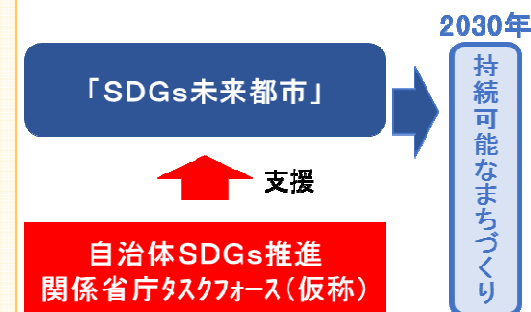 2030年
「SDGs未来都市」
持続可能なまちづくり
支援
自治体SDGs推進
関係省庁ﾀｽｸﾌｫｰｽ(仮称)